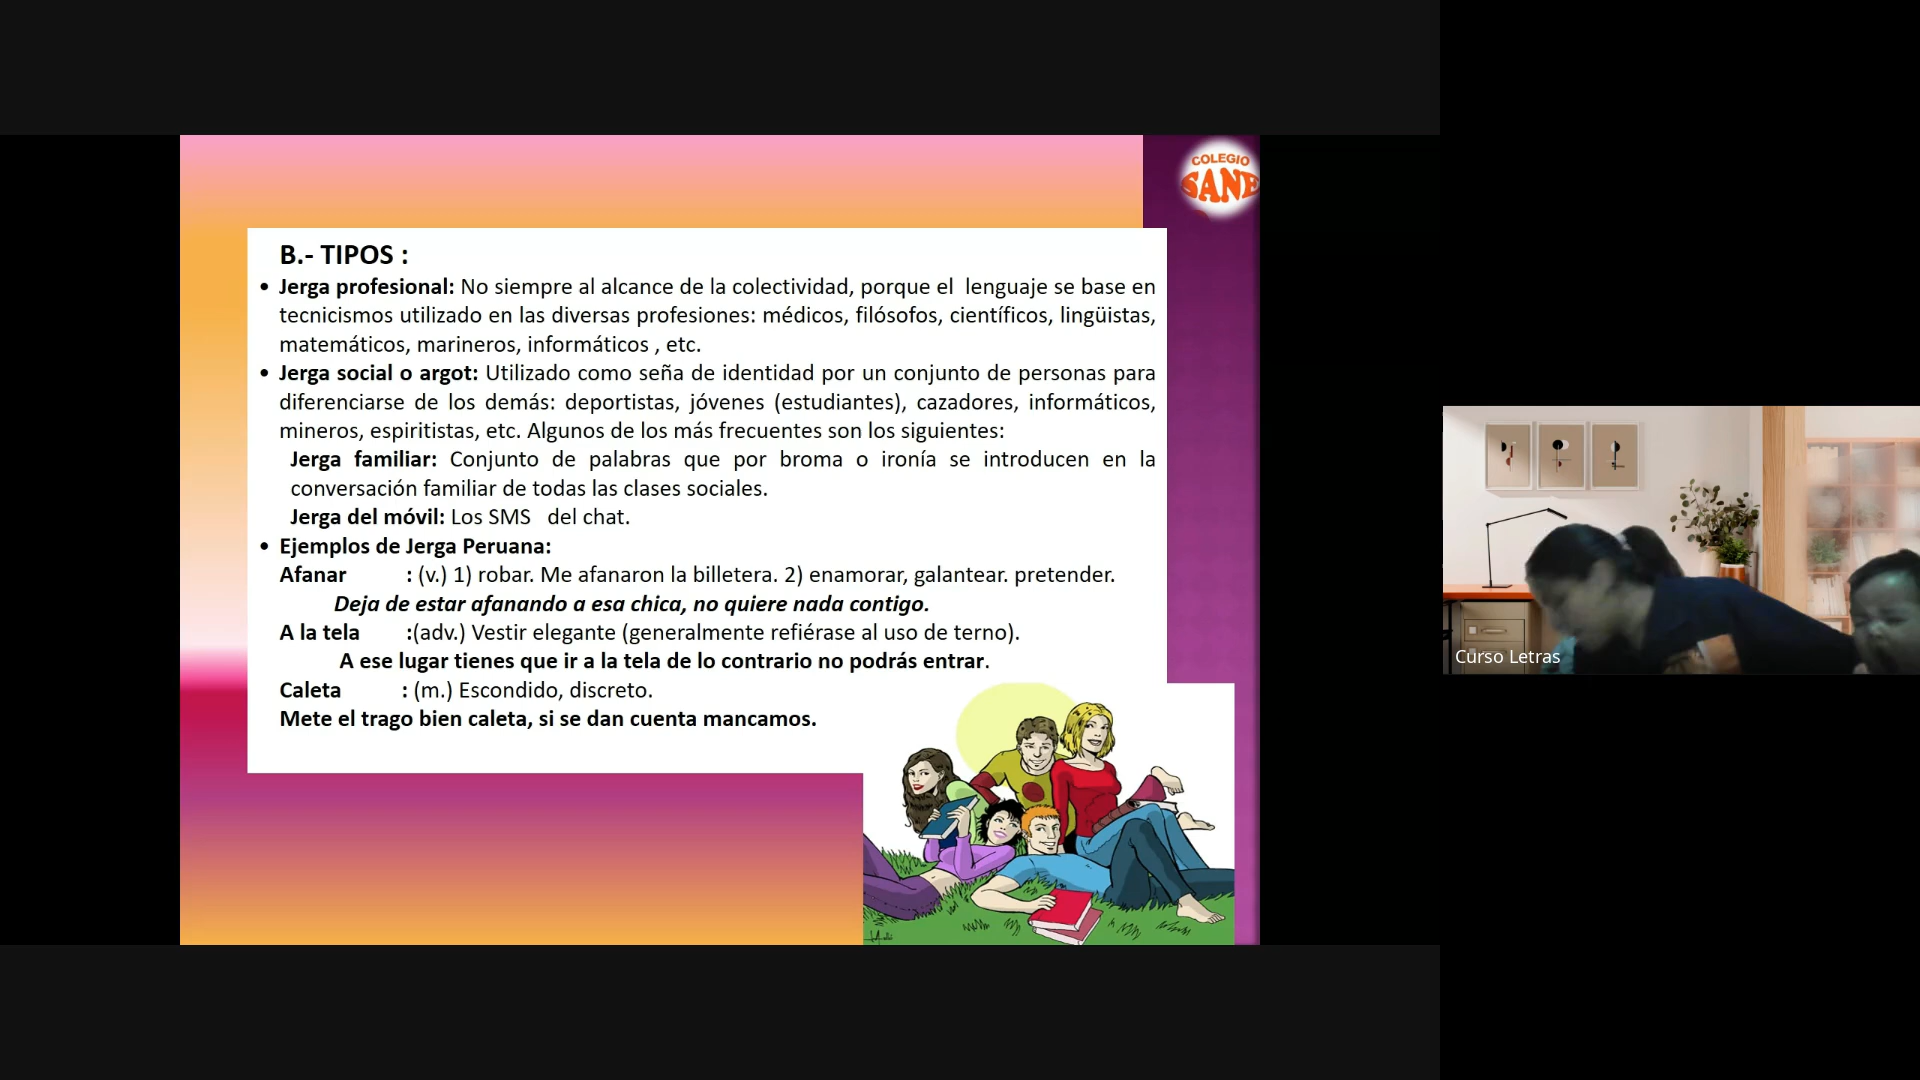 COLEGIO
SANE
B.- TIPOS :
• Jerga profesional: No siempre al alcance de la colectividad, porque el lenguaje se base en
tecnicismos utilizado en las diversas profesiones: médicos, filósofos, científicos, lingüistas,
matemáticos, marineros, informáticos , etc.
• Jerga social o argot: Utilizado como seña de identidad por un conjunto de personas para
diferenciarse de los demás: deportistas, jóvenes (estudiantes), cazadores, informáticos,
mineros, espiritistas, etc. Algunos de los más frecuentes son los siguientes:
Jerga familiar: Conjunto de palabras que por broma o ironía se introducen en la
conversación familiar de todas las clases sociales.
Jerga del móvil: Los SMS del chat.
• Ejemplos de Jerga Peruana:
Afanar : (v.) 1) robar. Me afanaron la billetera. 2) enamorar, galantear. pretender.
Deja de estar afanando a esa chica, no quiere nada contigo.
A la tela :(adv.) Vestir elegante (generalmente refiérase al uso de terno).
A ese lugar tienes que ir a la tela de lo contrario no podrás entrar.
Caleta : (m.) Escondido, discreto.
Mete el trago bien caleta, si se dan cuenta mancamos.
Curso Letras